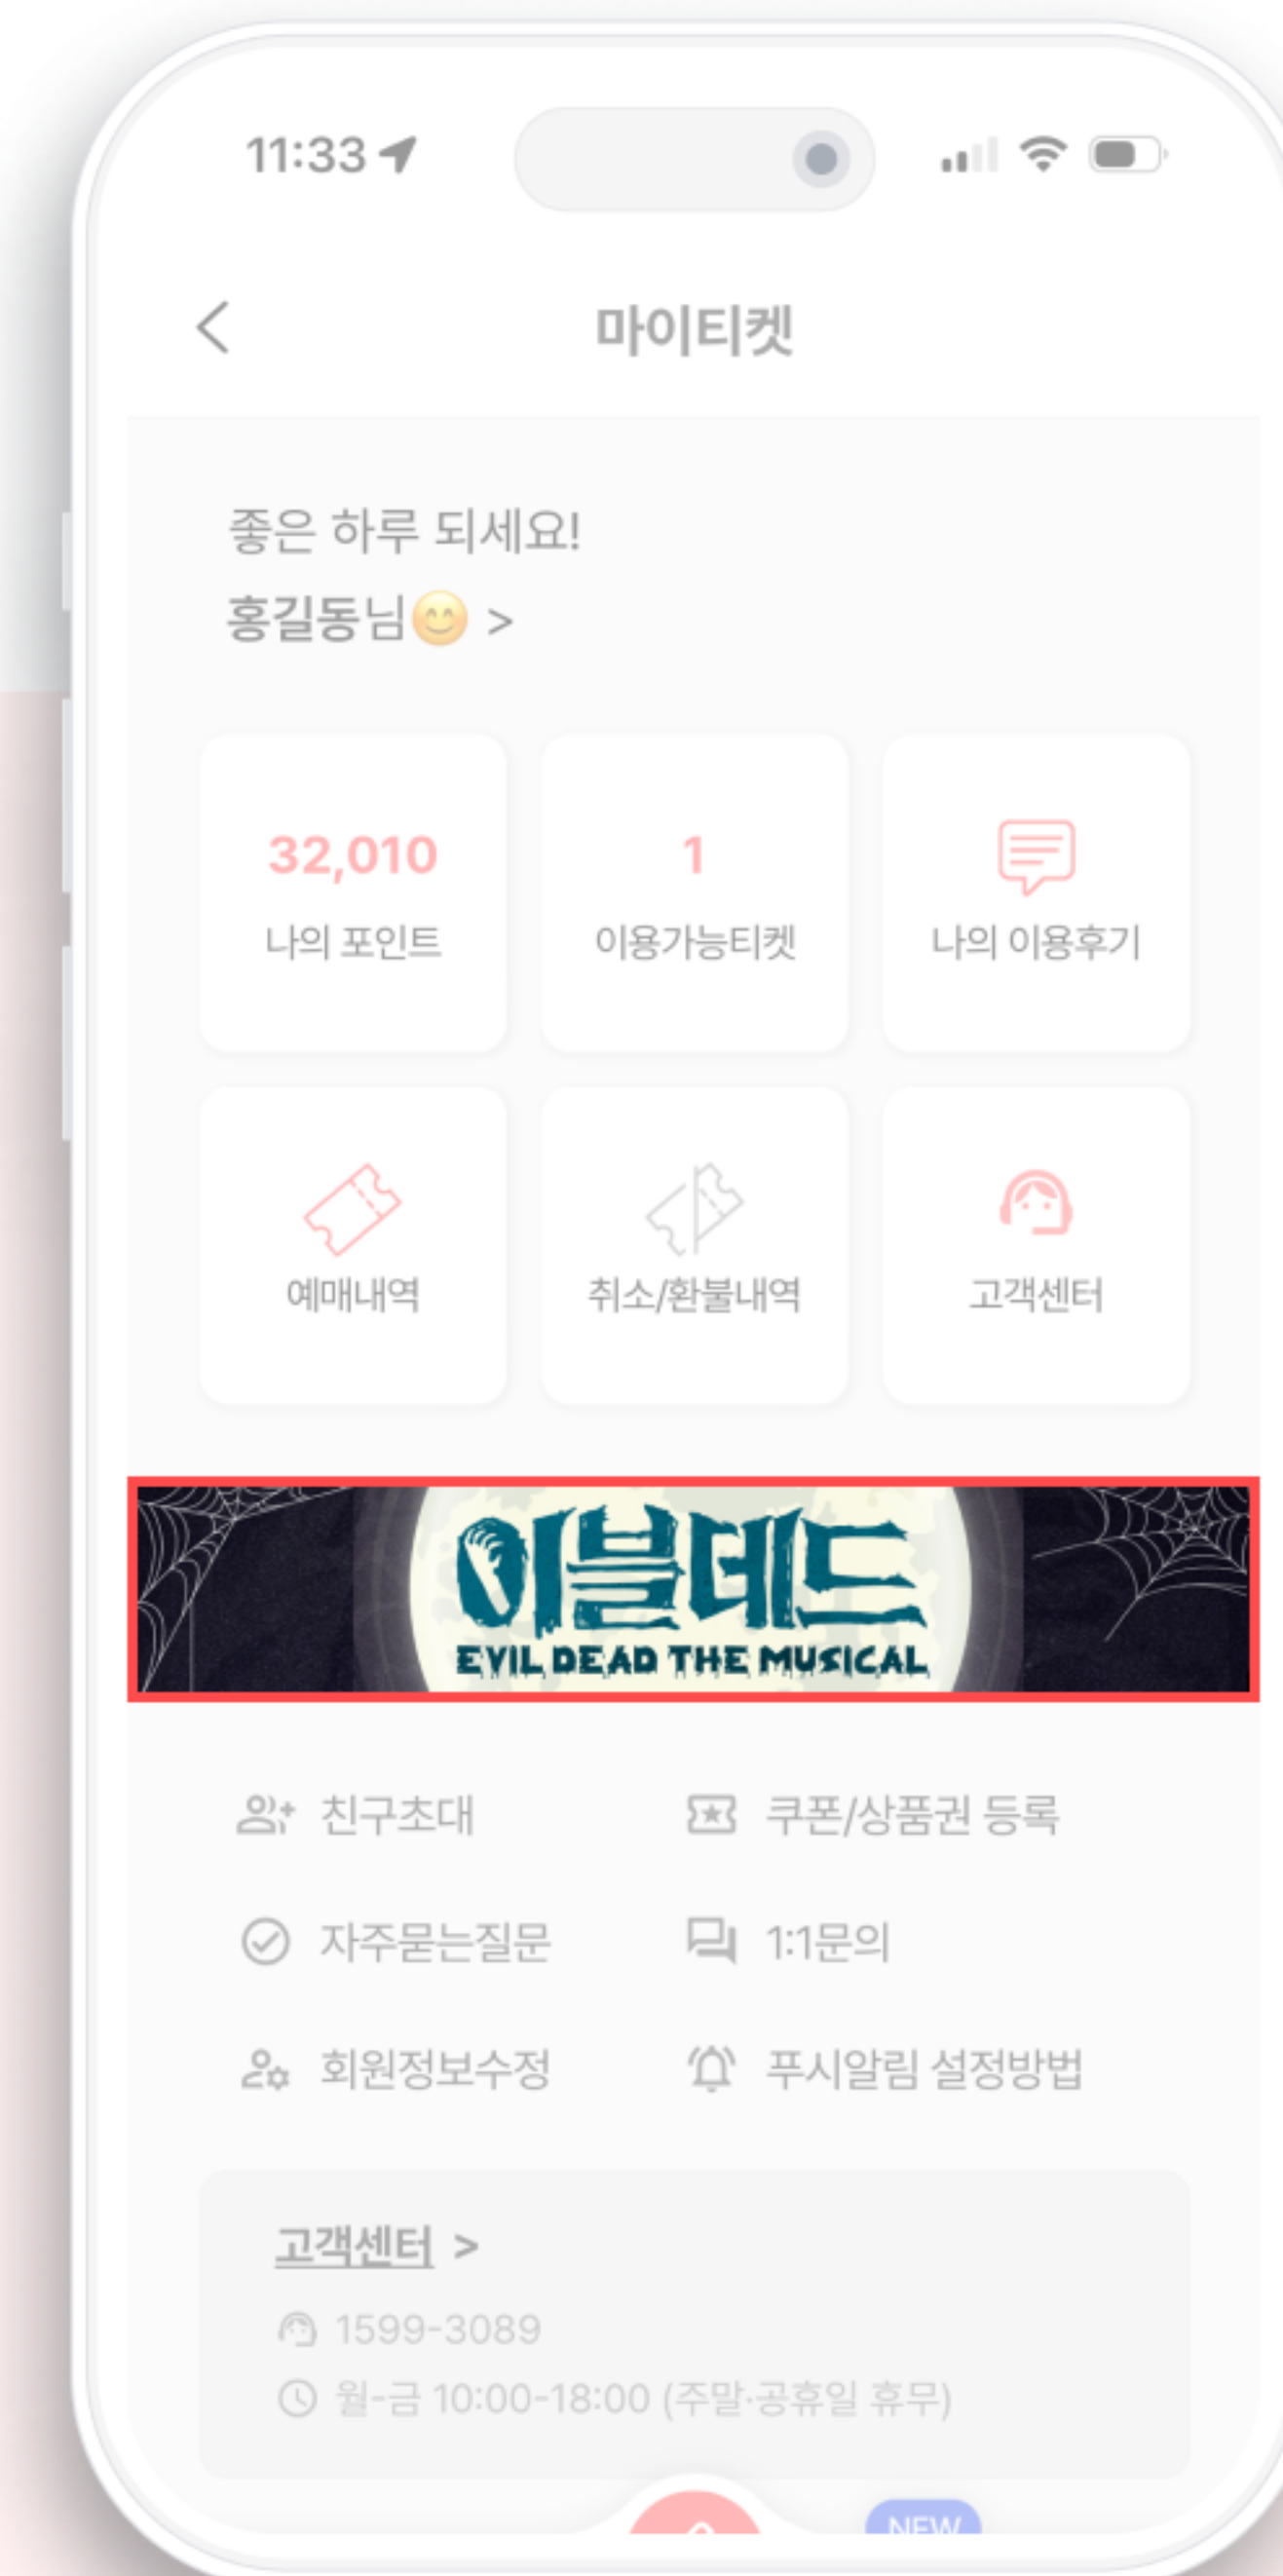 11:33
마이티켓
좋은 하루 되세요!
홍길동님😊 >
32,010
나의 포인트
1
이용가능티켓
나의 이용후기
예매내역
취소/환불내역
고객센터
이블데드
EVIL DEAD THE MUSICAL
친구초대
쿠폰/상품권 등록
자주묻는질문
1:1문의
회원정보수정
푸시알림 설정방법
고객센터 >
1599-3089
월-금 10:00-18:00 (주말·공휴일 휴무)
NEW